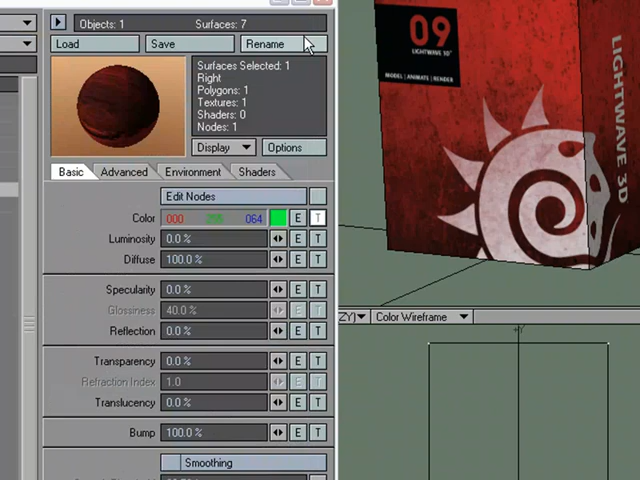 Objects: 1 Surfaces: 7
Load Save Rename
Surfaces Selected: 1
Right
Polygons: 1
Textures: 1
Shaders: 0
Nodes: 1
Display Options
Basic Advanced Environment Shaders
Edit Nodes
Color 000 255 064 E T
Luminosity 0.0 % E T
Diffuse 100.0 % E T
Specularity 0.0 % E T
Glossiness 40.0 % E T
Reflection 0.0 % E T
Transparency 0.0 % E T
Refraction Index 1.0 E T
Translucency 0.0 % E T
Bump 100.0 % E T
Smoothing
09
LIGHTWAVE 3D
MODEL | ANIMATE | RENDER
LIGHTWAVE 3D
ZY) Color Wireframe
+Y